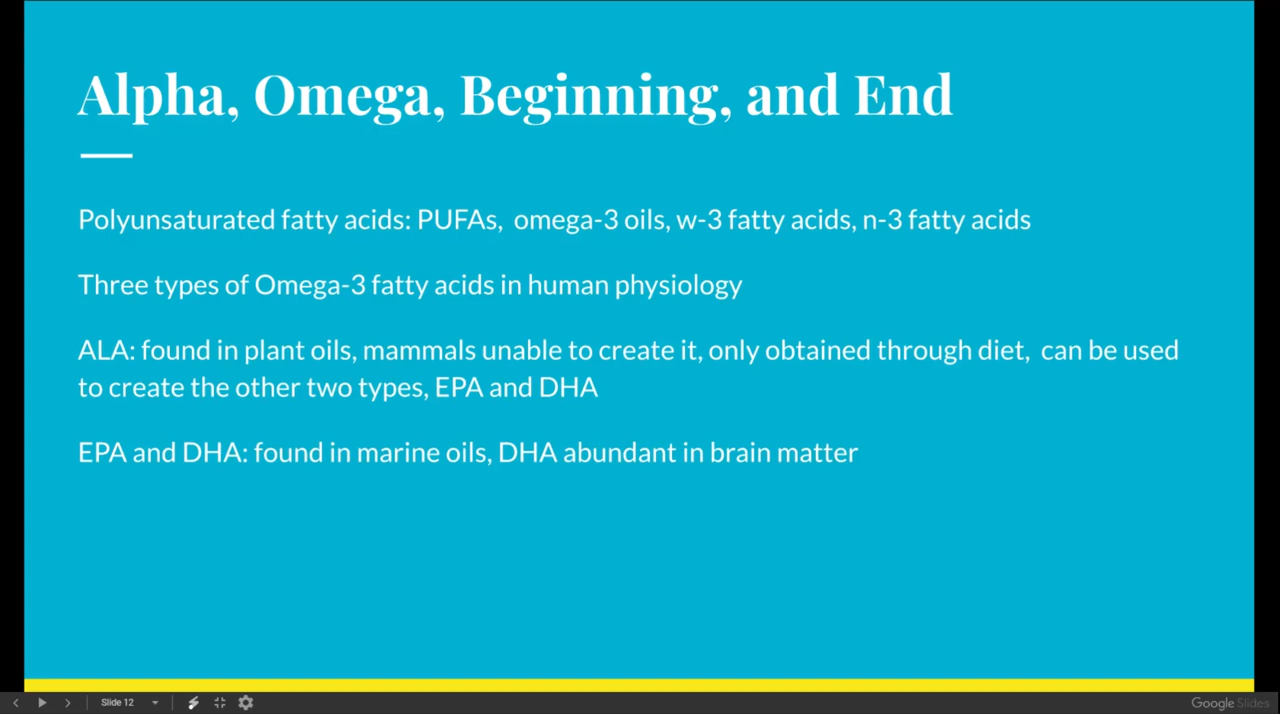 Alpha, Omega, Beginning, and End
Polyunsaturated fatty acids: PUFAs,  omega-3 oils, w-3 fatty acids, n-3 fatty acids
Three types of Omega-3 fatty acids in human physiology
ALA: found in plant oils, mammals unable to create it, only obtained through diet,  can be used
to create the other two types, EPA and DHA
EPA and DHA: found in marine oils, DHA abundant in brain matter
Slide 12
Google Slides